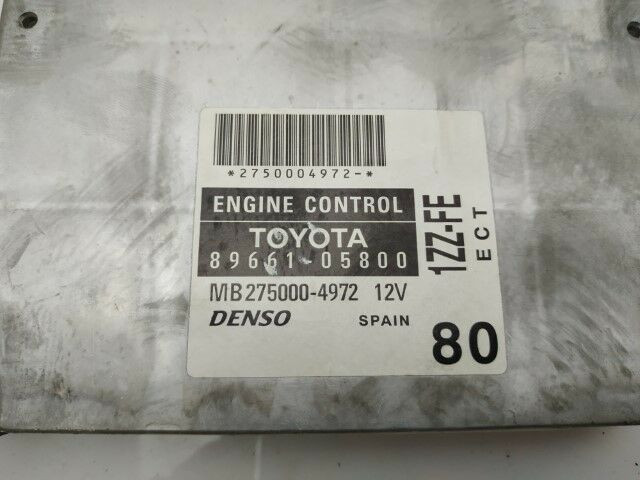 *2750004972-*
ENGINE CONTROL
TOYOTA
89661-05800
MB275000-4972 12V
DENSO SPAIN
1ZZ-FE
ECT
80